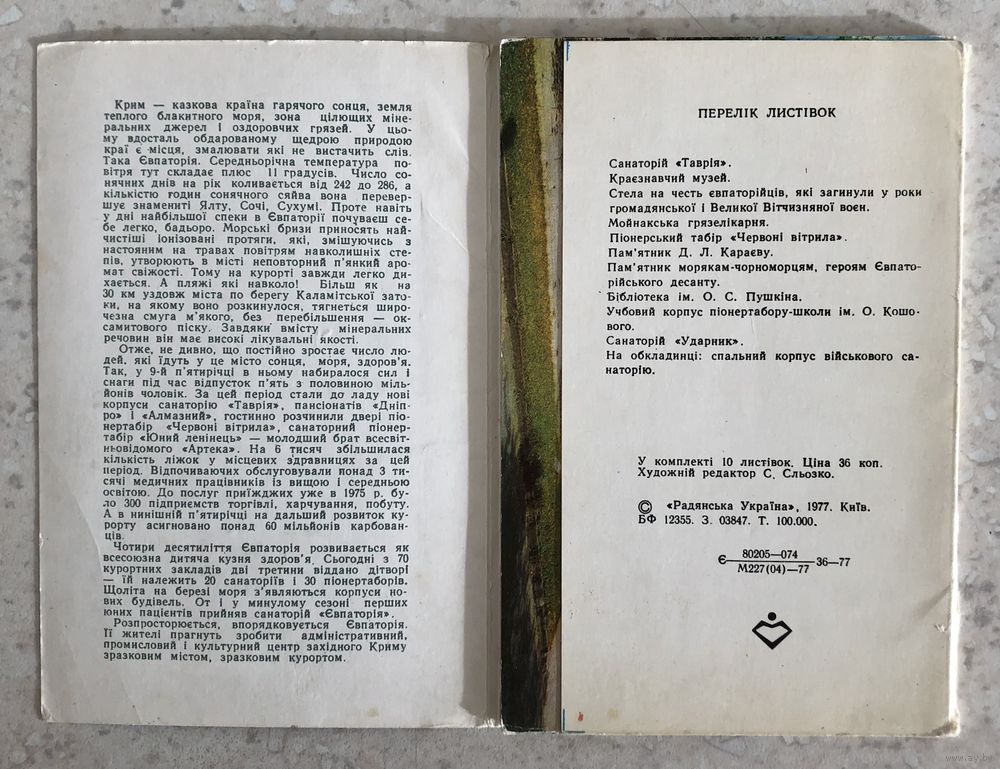 Крим — казкова країна гарячого сонця, земля
теплого блакитного моря, зона цілющих міне-
ральних джерел і оздоровчих грязей. У цьо-
му вдосталь обдарованому щедрою природою
краї є місця, змалювати які не вистачить слів.
Така Євпаторія. Середньорічна температура по-
вітря тут складає плюс 11 градусів. Число со-
нячних днів на рік коливається від 242 до 286, а
кількістю годин сонячного сяйва вона перевер-
шує знамениті Ялту, Сочі, Сухумі. Проте навіть
у дні найбільшої спеки в Євпаторії почуваєш се-
бе легко, бадьоро. Морські бризи приносять най-
чистіші іонізовані протяги, які, змішуючись з
настояним на травах повітрям навколишніх сте-
пів, утворюють в місті неповторний п'янкий аро-
мат свіжості. Тому на курорті завжди легко ди-
хається. А пляжі які навколо! Більш як на
30 км уздовж міста по берегу Каламітської зато-
ки, на якому воно розкинулося, тягнеться широ-
чезна смуга м'якого, без перебільшення — ок-
самитового піску. Завдяки вмісту мінеральних
речовин він має високі лікувальні якості.
Отже, не дивно, що постійно зростає число лю-
дей, які їдуть у це місто сонця, моря, здоров'я.
Так, у 9-й п'ятирічці в ньому набиралося сил і
снаги під час відпусток п'ять з половиною міль-
йонів чоловік. За цей період стали до ладу нові
корпуси санаторію «Таврія», пансіонатів «Дніп-
ро» і «Алмазний», гостинно розчинили двері піо-
нертабір «Червоні вітрила», санаторний піонер-
табір «Юний ленінець» — молодший брат всесвіт-
ньовідомого «Артека». На 6 тисяч збільшилася
кількість ліжок у місцевих здравницях за цей
період. Відпочиваючих обслуговували понад 3 ти-
сячі медичних працівників із вищою і середньою
освітою. До послуг приїжджих уже в 1975 р. бу-
ло 300 підприємств торгівлі, харчування, побуту.
А в нинішній п'ятирічці на дальший розвиток ку-
рорту асигновано понад 60 мільйонів карбован-
ців.
Чотири десятиліття Євпаторія розвивається як
всесоюзна дитяча кузня здоров'я. Сьогодні з 70
курортних закладів дві третини віддано дітворі
— їй належить 20 санаторіїв і 30 піонертаборів.
Щоліта на березі моря з'являються корпуси но-
вих будівель. От і у минулому сезоні перших
юних пацієнтів прийняв санаторій «Євпаторія».
Розпросторюється, впорядковується Євпаторія.
Її жителі прагнуть зробити адміністративний,
промисловий і культурний центр західного Криму
зразковим містом, зразковим курортом.
ПЕРЕЛІК ЛИСТІВОК
Санаторій «Таврія».
Краєзнавчий музей.
Стела на честь євпаторійців, які загинули у роки
громадянської і Великої Вітчизняної воєн.
Мойнакська грязелікарня.
Піонерський табір «Червоні вітрила».
Пам'ятник Д. Л. Караєву.
Пам'ятник морякам-чорноморцям, героям Євпато-
рійського десанту.
Бібліотека ім. О. С. Пушкіна.
Учбовий корпус піонертабору-школи ім. О. Кошо-
вого.
Санаторій «Ударник».
На обкладинці: спальний корпус військового са-
наторію.
У комплекті 10 листівок. Ціна 36 коп.
Художній редактор С. Сльозко.
© «Радянська Україна», 1977. Київ.
БФ 12355. З. 03847. Т. 100.000.
Є 80205—074
М227(04)—77 36—77
www.ay.by